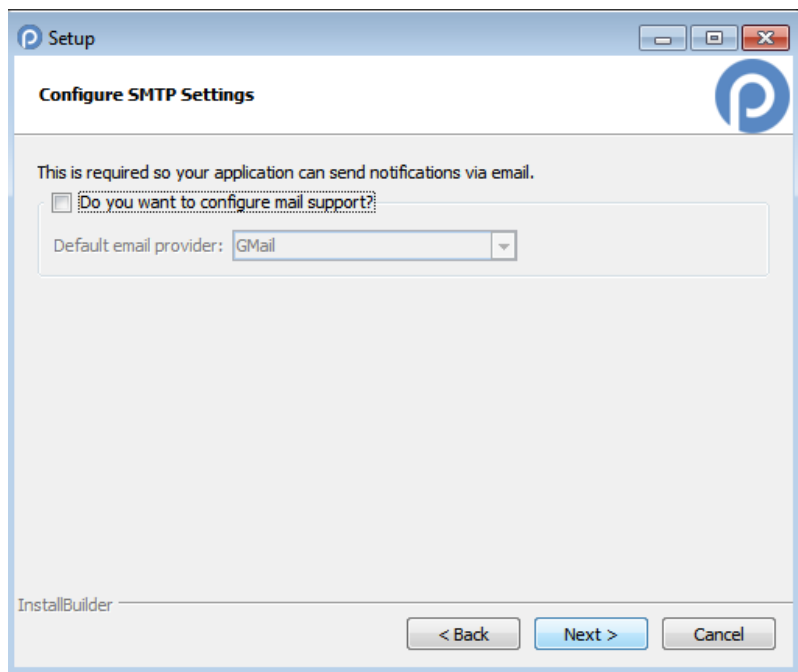 Setup
Configure SMTP Settings
This is required so your application can send notifications via email.
Do you want to configure mail support?
Default email provider: GMail
InstallBuilder
< Back Next > Cancel